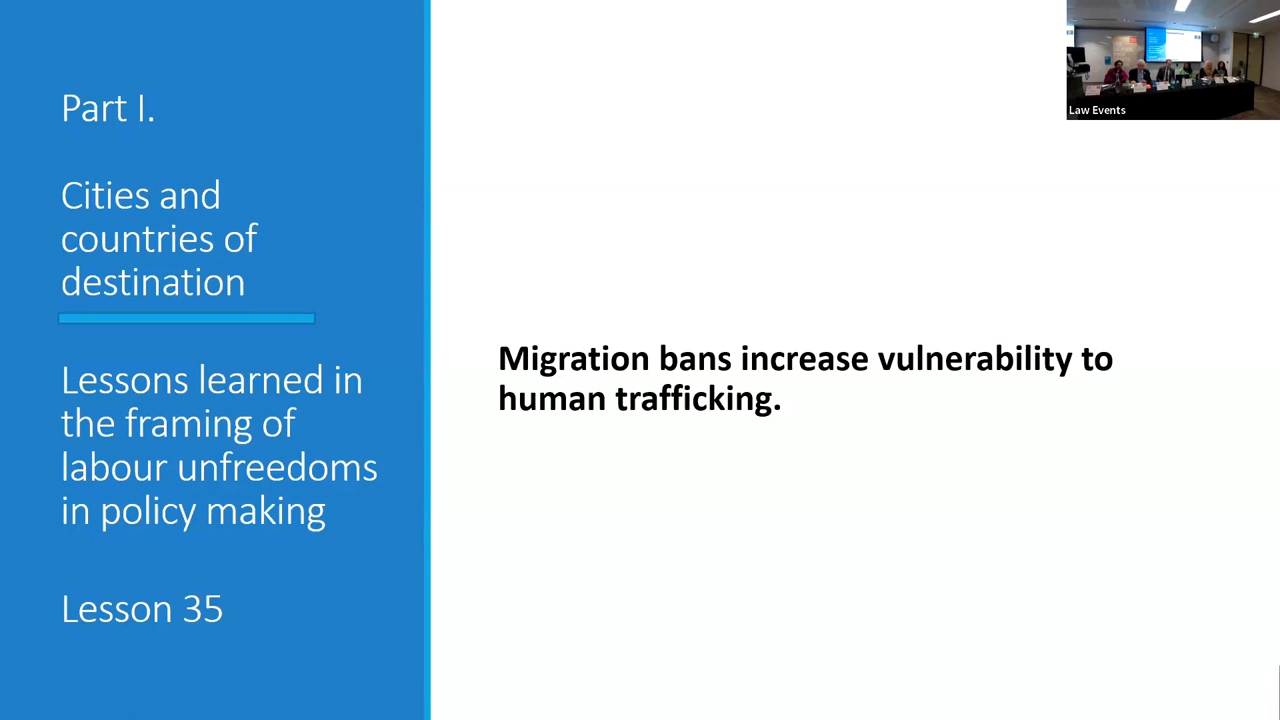 Part I.
Cities and
countries of
destination
Lessons learned in
the framing of
labour unfreedoms
in policy making
Lesson 35
Migration bans increase vulnerability to
human trafficking.
Law Events